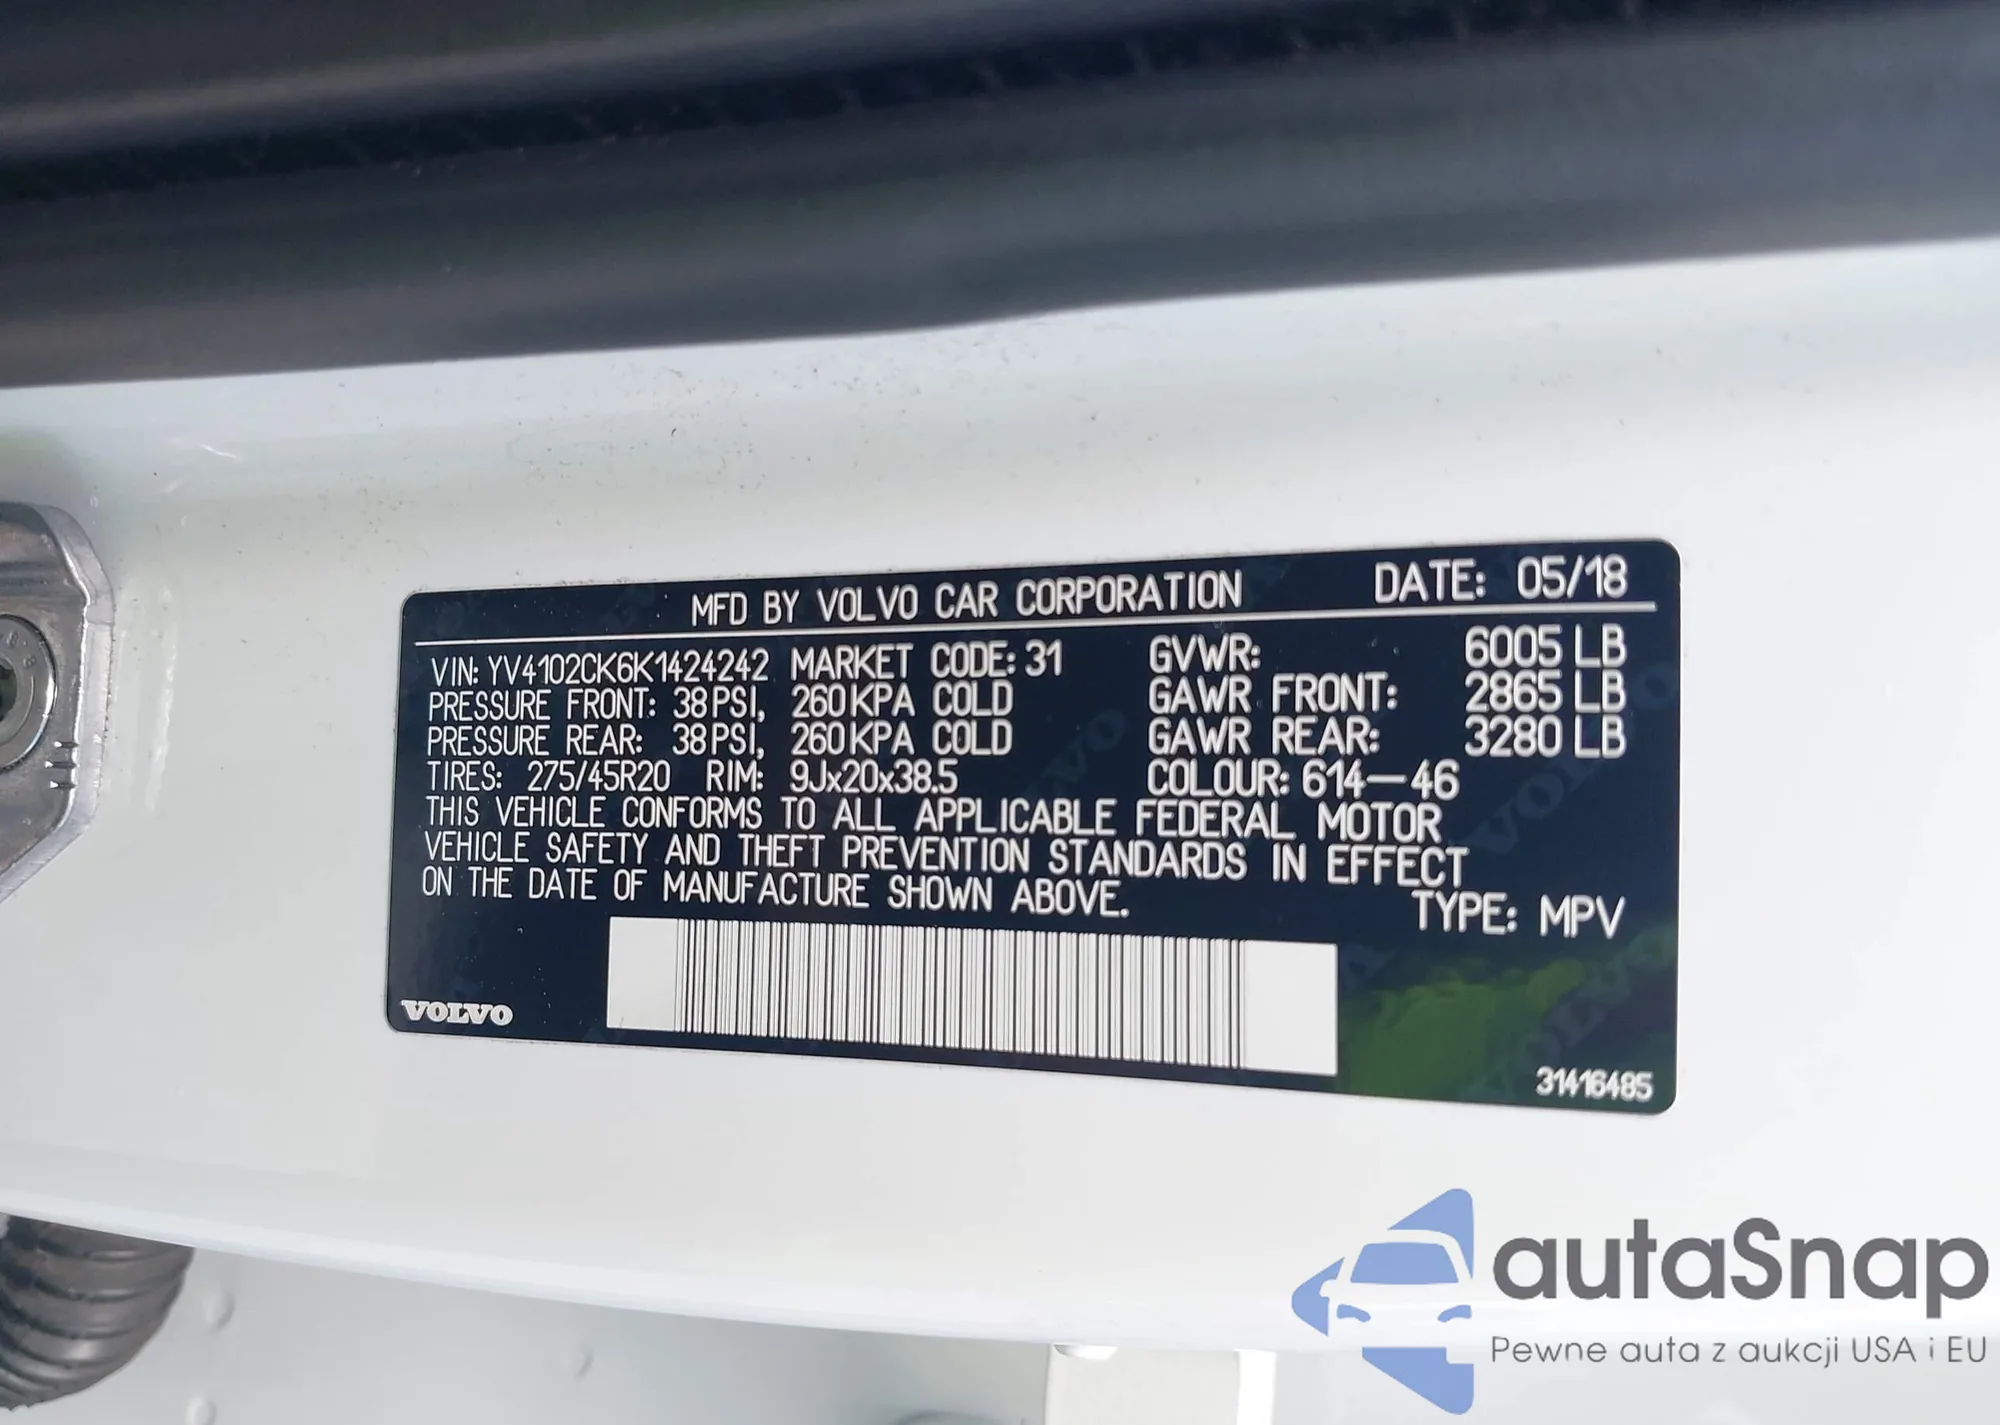 MFD BY VOLVO CAR CORPORATION DATE: 05/18
VIN: YV4102CK6K1424242 MARKET CODE: 31 GVWR: 6005 LB
PRESSURE FRONT: 38 PSI, 260 KPA COLD GAWR FRONT: 2865 LB
PRESSURE REAR: 38 PSI, 260 KPA COLD GAWR REAR: 3280 LB
TIRES: 275/45R20 RIM: 9Jx20x38.5 COLOUR: 614-46
THIS VEHICLE CONFORMS TO ALL APPLICABLE FEDERAL MOTOR
VEHICLE SAFETY AND THEFT PREVENTION STANDARDS IN EFFECT
ON THE DATE OF MANUFACTURE SHOWN ABOVE.
TYPE: MPV
VOLVO
31416485
autaSnap
Pewne auta z aukcji USA i EU